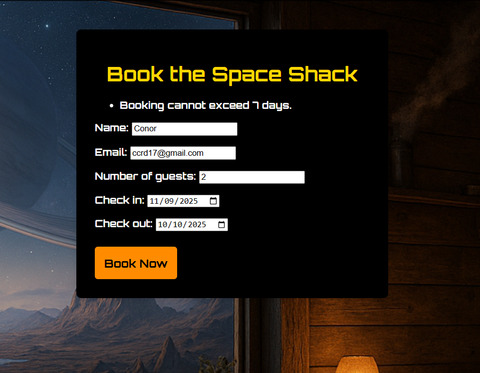 Book the Space Shack
• Booking cannot exceed 7 days.
Name: Conor
Email: ccrd17@gmail.com
Number of guests: 2
Check in: 11/09/2025
Check out: 10/10/2025
Book Now